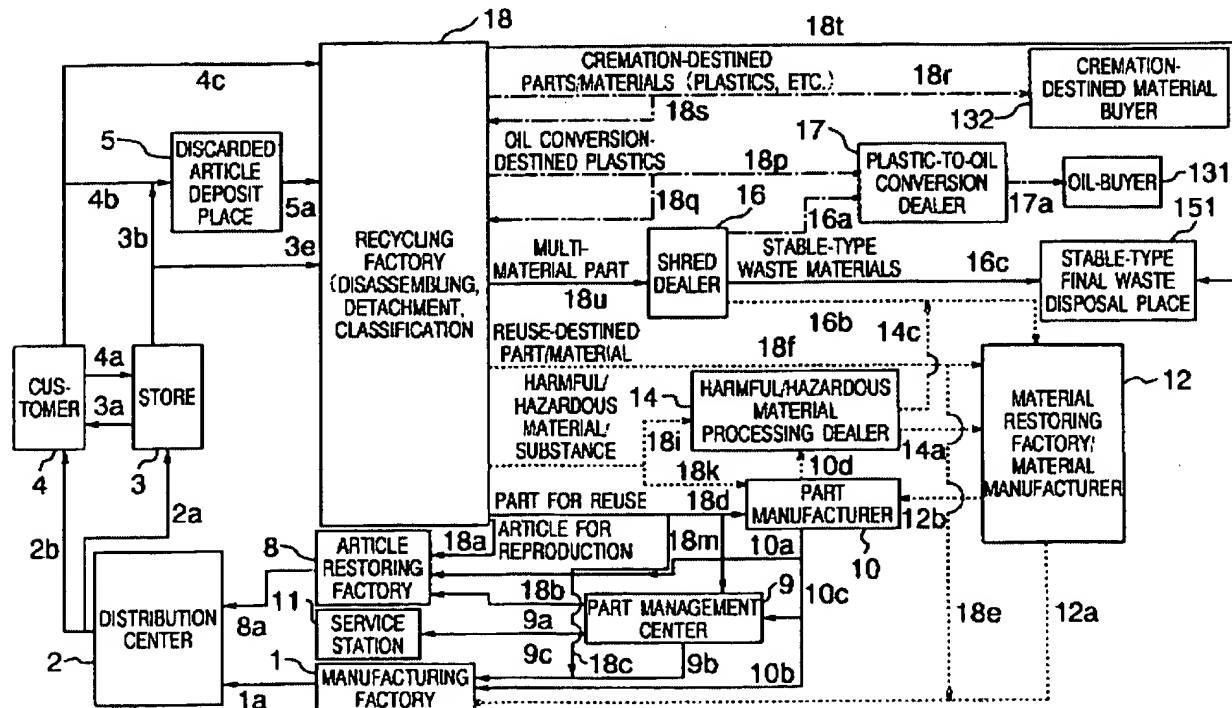 18
18t
4c
CREMATION-DESTINED
PARTS/MATERIALS (PLASTICS, ETC.)
18r
CREMATION-
DESTINED MATERIAL
BUYER
132
18s
5
DISCARDED
ARTICLE
DEPOSIT
PLACE
4b
5a
3b
3e
OIL CONVERSION-
DESTINED PLASTICS
18p
18q
17
PLASTIC-TO-OIL
CONVERSION
DEALER
17a
OIL-BUYER
131
16
16a
151
RECYCLING
FACTORY
(DISASSEMBLING,
DETACHMENT,
CLASSIFICATION
MULTI-
MATERIAL PART
18u
SHRED
DEALER
STABLE-TYPE
WASTE MATERIALS
16c
STABLE-TYPE
FINAL WASTE
DISPOSAL PLACE
16b
14c
REUSE-DESTINED
PART/MATERIAL
18f
4a
3a
CUS-
TOMER
STORE
4
3
HARMFUL/
HAZARDOUS
MATERIAL/
SUBSTANCE
14
HARMFUL/HAZARDOUS
MATERIAL
PROCESSING DEALER
18i
18k
10d
14a
12
MATERIAL
RESTORING
FACTORY/
MATERIAL
MANUFACTURER
2a
2b
PART FOR REUSE
18d
PART
MANUFACTURER
12b
10
8
ARTICLE
RESTORING
FACTORY
18a
ARTICLE FOR
REPRODUCTION
18m
10a
10c
18b
9
PART MANAGEMENT
CENTER
18e
12a
DISTRIBUTION
CENTER
2
8a
11
SERVICE
STATION
9a
9c
18c
9b
10b
1
MANUFACTURING
FACTORY
1a